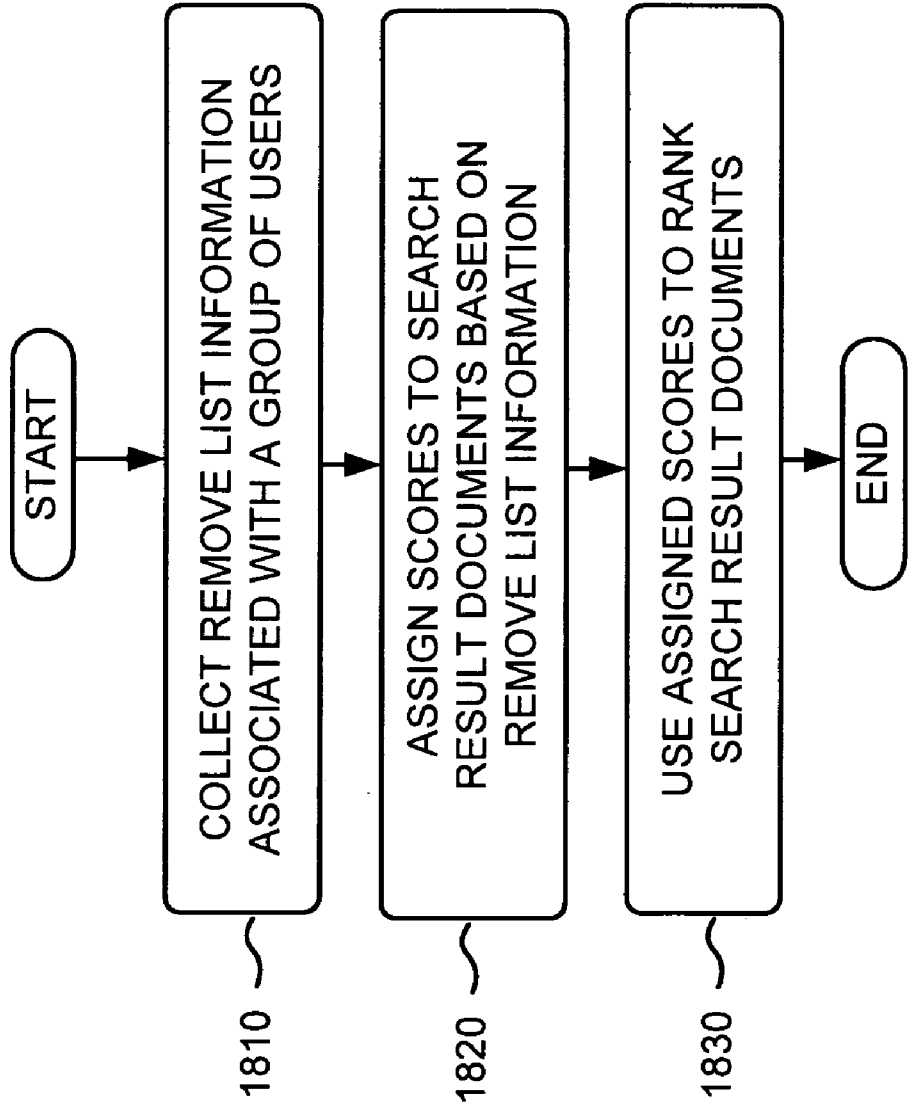 START
1810
COLLECT REMOVE LIST INFORMATION
ASSOCIATED WITH A GROUP OF USERS
1820
ASSIGN SCORES TO SEARCH
RESULT DOCUMENTS BASED ON
REMOVE LIST INFORMATION
1830
USE ASSIGNED SCORES TO RANK
SEARCH RESULT DOCUMENTS
END